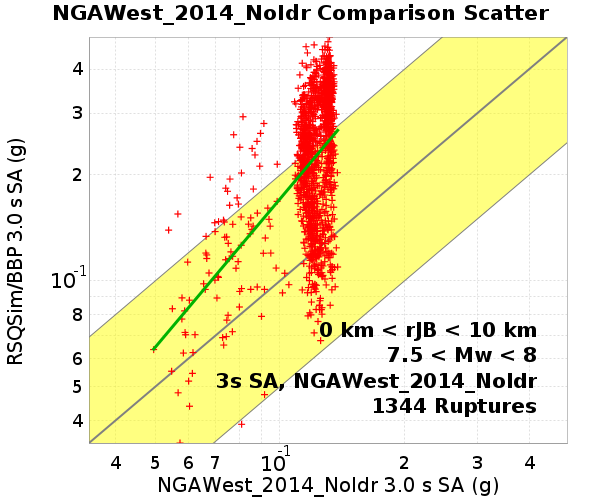 NGAWest_2014_NoIdr Comparison Scatter
RSQSim/BBP 3.0 s SA (g)
4
3
2
10-1
8
6
5
4
0 km < rJB < 10 km
7.5 < Mw < 8
3s SA, NGAWest_2014_NoIdr
1344 Ruptures
4 5 6 7 10-1 2 3 4
NGAWest_2014_NoIdr 3.0 s SA (g)